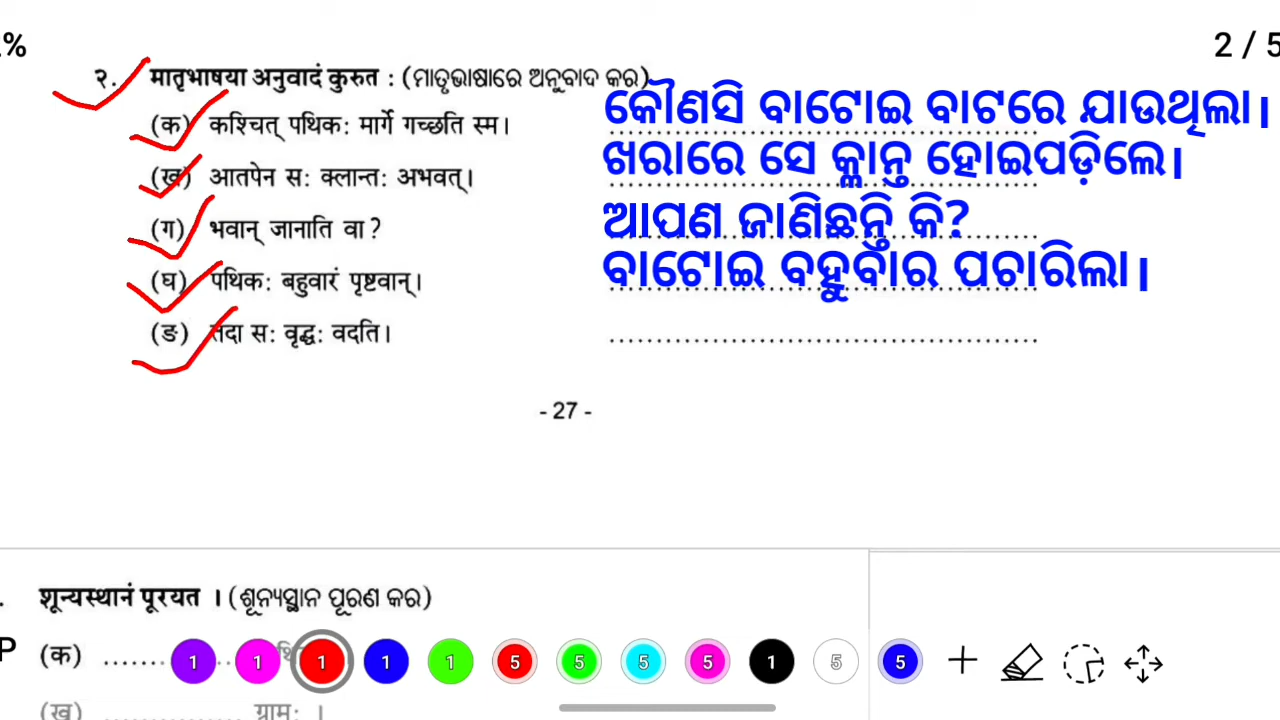 2 / 5
२. मातृभाषया अनुवादं कुरुत : (ମାତୃଭାଷାରେ ଅନୁବାଦ କର)
(क) कश्चित् पथिकः मार्गे गच्छति स्म। କୌଣସି ବାଟୋଇ ବାଟରେ ଯାଉଥିଲା।
(ख) आतपेन सः क्लान्तः अभवत्। ଖରାରେ ସେ କ୍ଲାନ୍ତ ହୋଇପଡ଼ିଲେ।
(ग) भवान् जानाति वा ? ଆପଣ ଜାଣିଛନ୍ତି କି?
(घ) पथिकः बहुवारं पृष्टवान्। ବାଟୋଇ ବହୁବାର ପଚାରିଲା।
(ङ) तदा सः वृद्धः वदति। ........................................
- 27 -
शून्यस्थानं पूरयत । (ଶୂନ୍ୟସ୍ଥାନ ପୂରଣ କର)
(क) ......
1 1 1 1 1 5 5 5 5 1 5 5
(ख) ............... ग्रामः ।